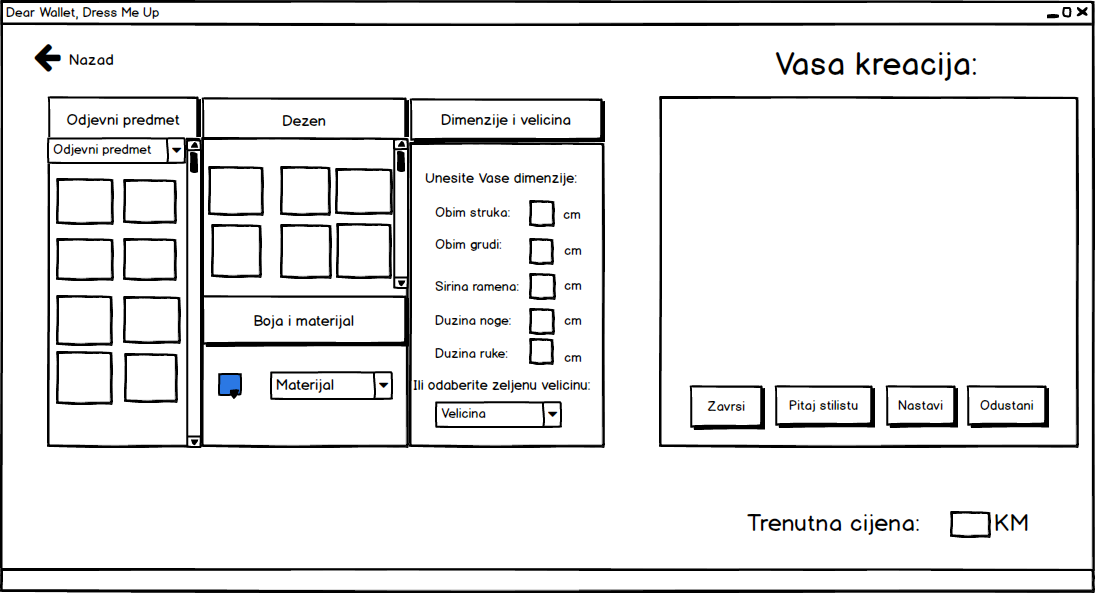 Dear Wallet, Dress Me Up
Nazad
Vasa kreacija:
Odjevni predmet
Odjevni predmet
Dezen
Boja i materijal
Materijal
Dimenzije i velicina
Unesite Vase dimenzije:
Obim struka: cm
Obim grudi: cm
Sirina ramena: cm
Duzina noge: cm
Duzina ruke: cm
Ili odaberite zeljenu velicinu:
Velicina
Zavrsi
Pitaj stilistu
Nastavi
Odustani
Trenutna cijena: KM